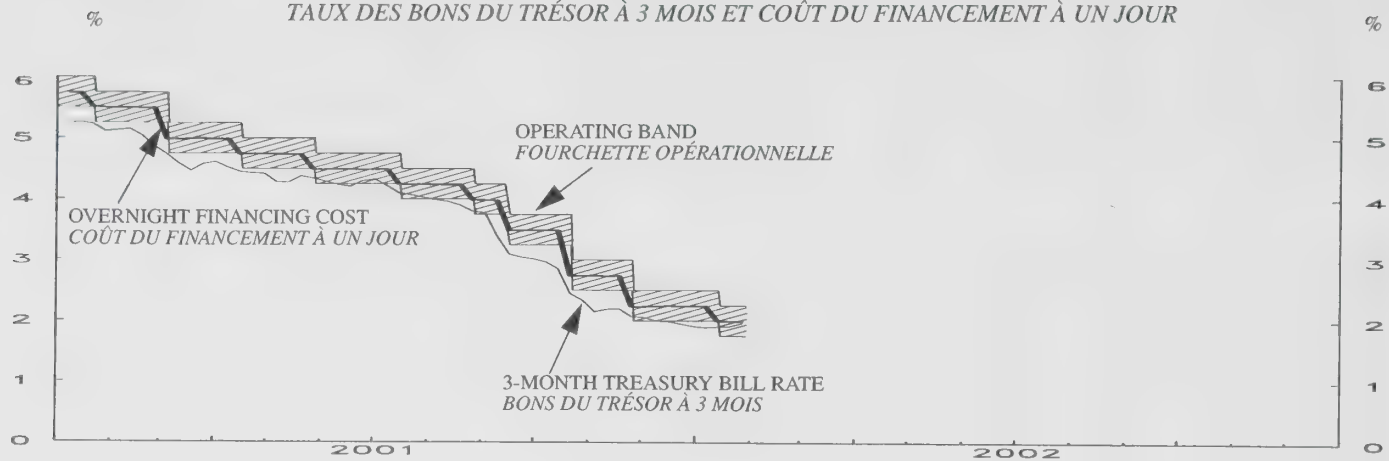 TAUX DES BONS DU TRÉSOR À 3 MOIS ET COÛT DU FINANCEMENT À UN JOUR
% %
6 6
5 5
OPERATING BAND
FOURCHETTE OPÉRATIONNELLE
4 4
OVERNIGHT FINANCING COST
COÛT DU FINANCEMENT À UN JOUR
3 3
2 2
3-MONTH TREASURY BILL RATE
BONS DU TRÉSOR À 3 MOIS
1 1
0 0
2001 2002